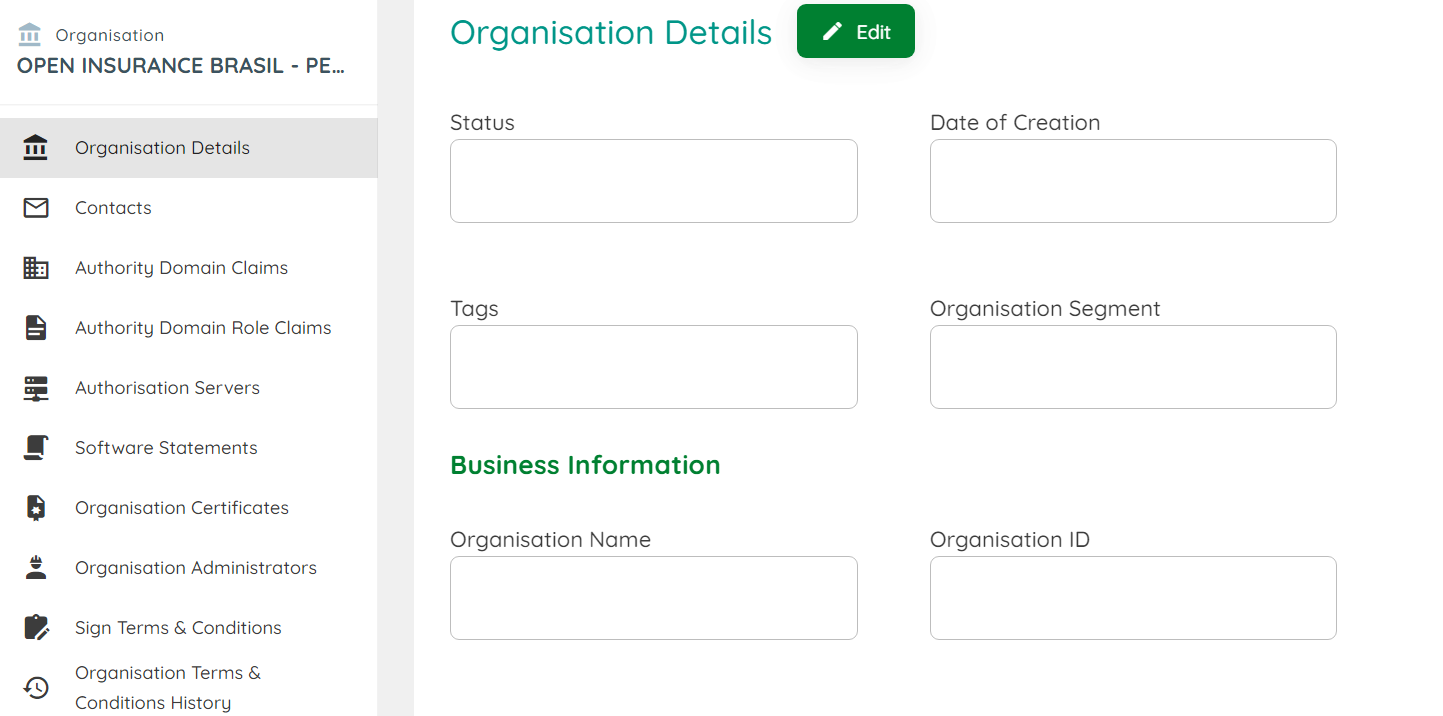 Organisation
OPEN INSURANCE BRASIL - PE...
Organisation Details
Contacts
Authority Domain Claims
Authority Domain Role Claims
Authorisation Servers
Software Statements
Organisation Certificates
Organisation Administrators
Sign Terms & Conditions
Organisation Terms &
Conditions History
Organisation Details
Edit
Status
Date of Creation
Tags
Organisation Segment
Business Information
Organisation Name
Organisation ID